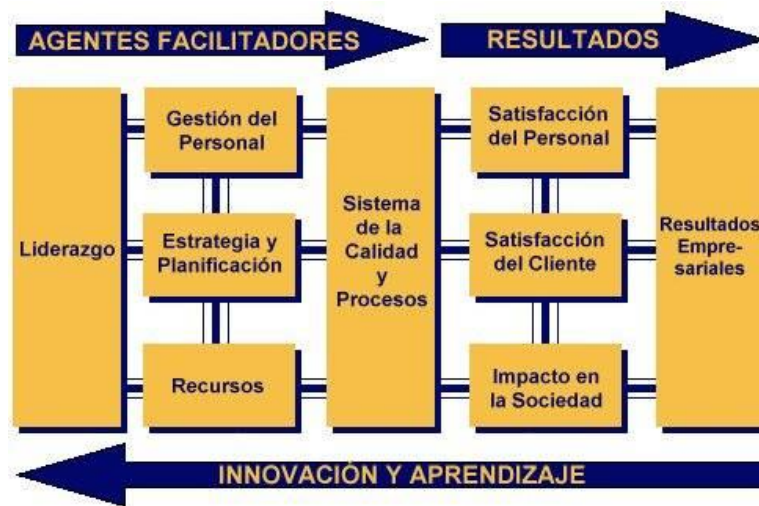 AGENTES FACILITADORES
RESULTADOS
Liderazgo
Gestión del
Personal
Estrategia y
Planificación
Recursos
Sistema
de la
Calidad
y
Procesos
Satisfacción
del Personal
Satisfacción
del Cliente
Impacto en
la Sociedad
Resultados
Empre-
sariales
INNOVACIÓN Y APRENDIZAJE